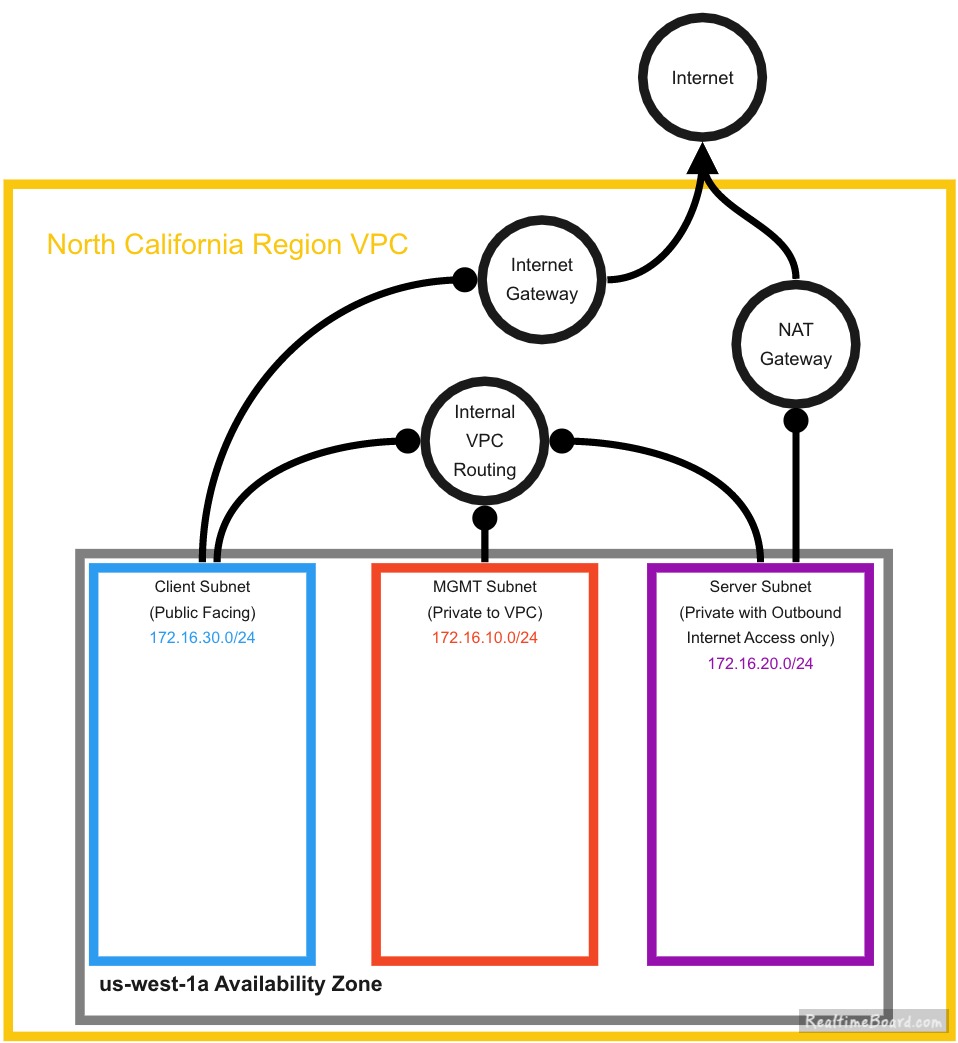 Internet
North California Region VPC
Internet
Gateway
NAT
Gateway
Internal
VPC
Routing
Client Subnet
(Public Facing)
172.16.30.0/24
MGMT Subnet
(Private to VPC)
172.16.10.0/24
Server Subnet
(Private with Outbound
Internet Access only)
172.16.20.0/24
us-west-1a Availability Zone
RealtimeBoard.com